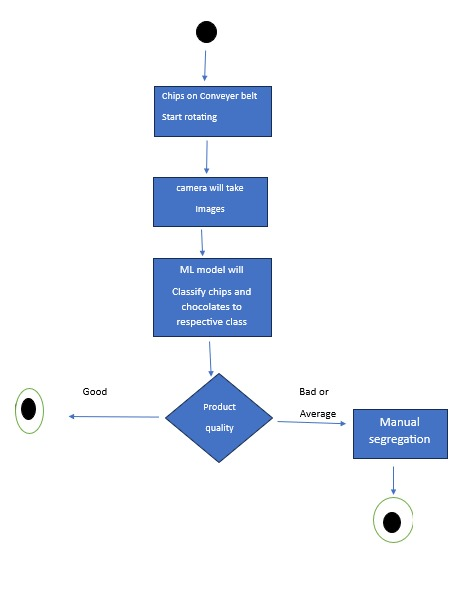 Chips on Conveyer belt
Start rotating
camera will take
Images
ML model will
Classify chips and
chocolates to
respective class
Good
Product
quality
Bad or
Average
Manual
segregation